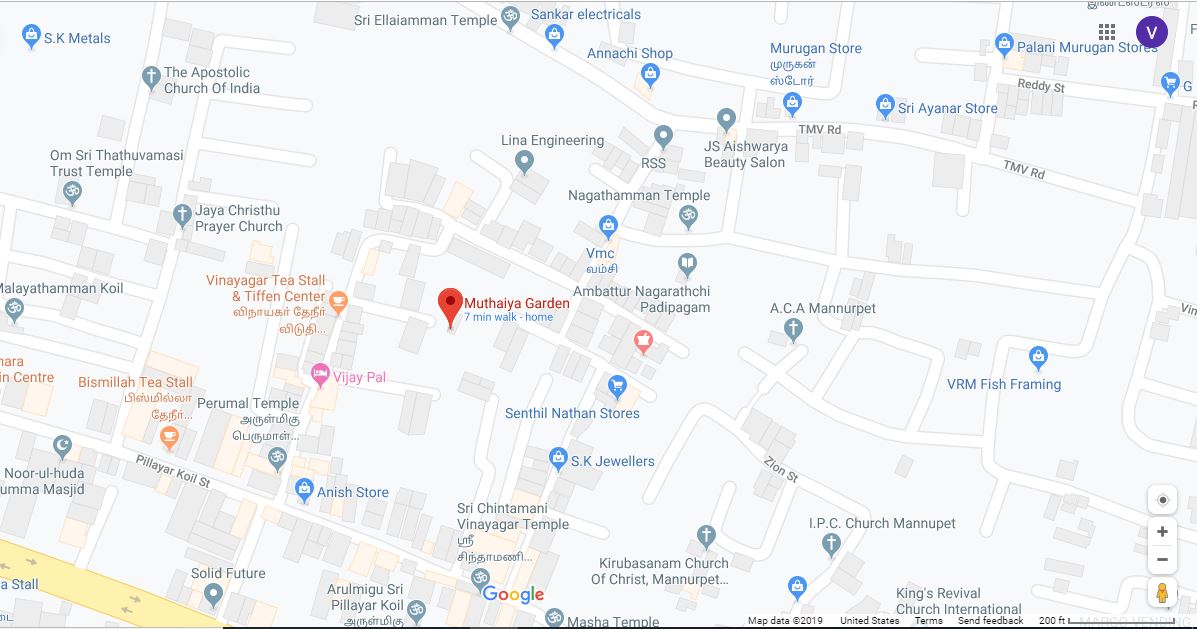 Sri Ellaiamman Temple
Sankar electricals
V
S.K Metals
Annachi Shop
Murugan Store
முருகன்
ஸ்டோர்
Palani Murugan Stores
G
The Apostolic
Church Of India
Reddy St
Sri Ayanar Store
TMV Rd
Lina Engineering
RSS
JS Aishwarya
Beauty Salon
TMV Rd
Om Sri Thathuvamasi
Trust Temple
Nagathamman Temple
Jaya Christhu
Prayer Church
Vmc
வம்சி
Vinayagar Tea Stall
& Tiffen Center
விநாயகர் தேநீர்
விடுதி...
Malayathamman Koil
Muthaiya Garden
7 min walk - home
Ambattur Nagarathchi
Padipagam
A.C.A Mannurpet
in Centre
Vijay Pal
Bismillah Tea Stall
பிஸ்மில்லா
தேநீர்...
VRM Fish Framing
Perumal Temple
அருள்மிகு
பெருமாள்...
Senthil Nathan Stores
Noor-ul-huda
Jumma Masjid
Pillayar Koil St
S.K Jewellers
Zion St
Anish Store
Sri Chintamani
Vinayagar Temple
ஸ்ரீ
சிந்தாமணி...
I.P.C. Church Mannupet
Kirubasanam Church
Of Christ, Mannurpet...
Solid Future
a Stall
Arulmigu Sri
Pillayar Koil
அருள்மிகு
Google
King's Revival
Church International
Masha Temple
Map data ©2019 United States Terms Send feedback 200 ft